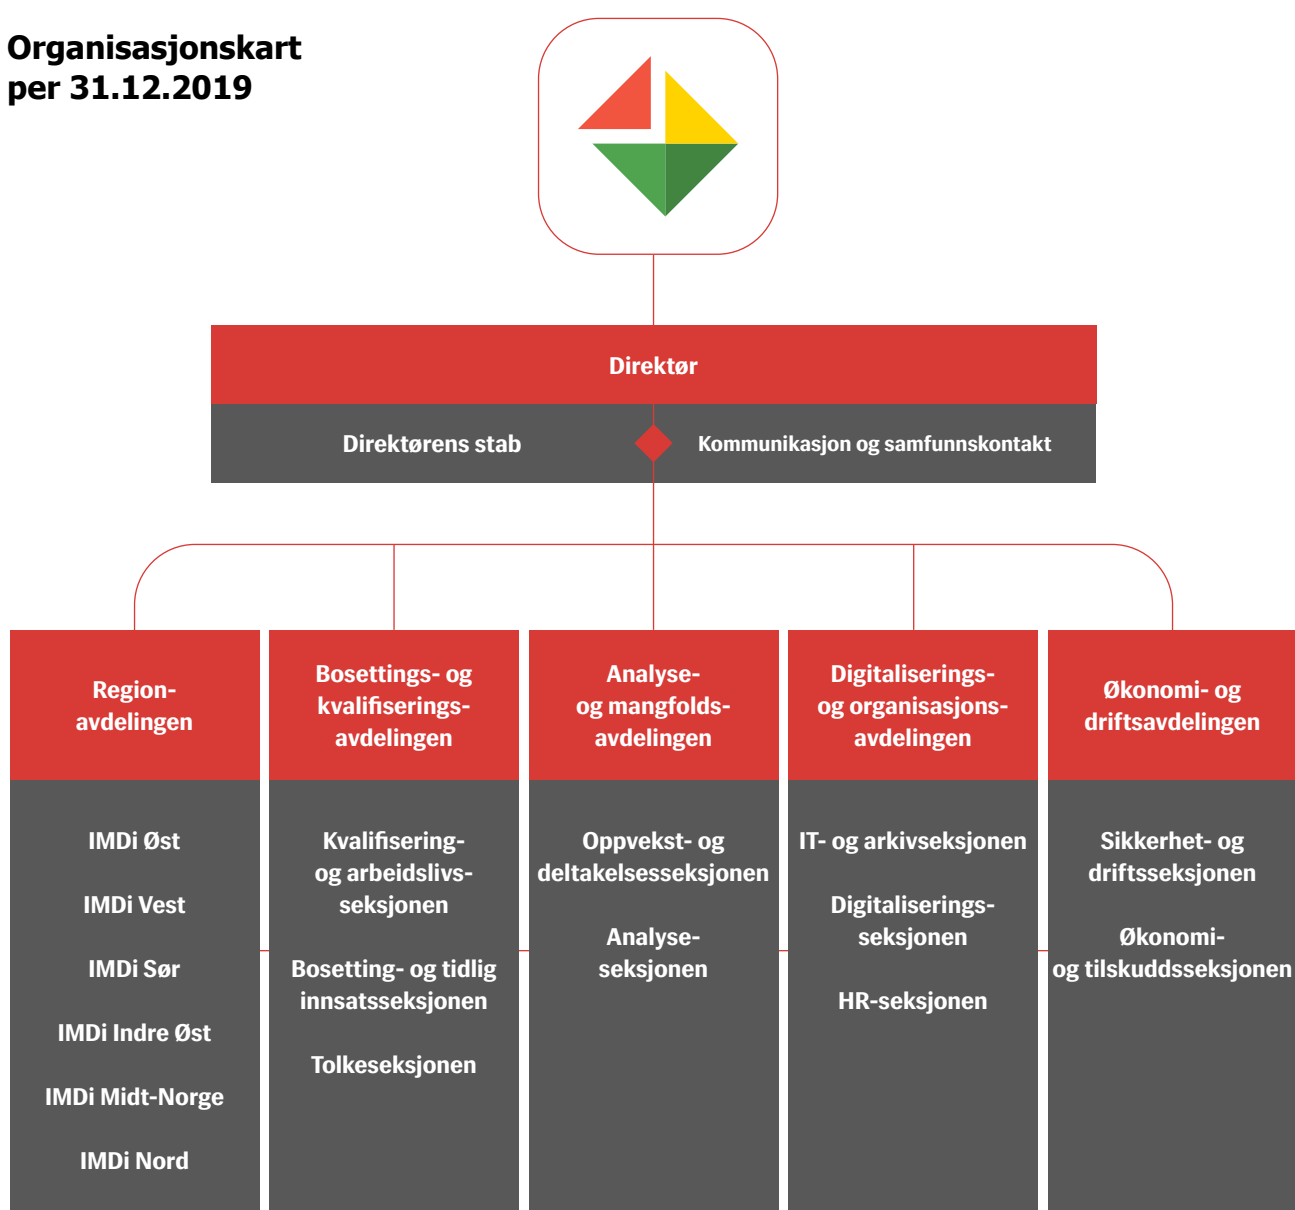 Organisasjonskart
per 31.12.2019
Direktør
Direktørens stab
Kommunikasjon og samfunnskontakt
Region-
avdelingen
IMDi Øst
IMDi Vest
IMDi Sør
IMDi Indre Øst
IMDi Midt-Norge
IMDi Nord
Bosettings- og
kvalifiserings-
avdelingen
Kvalifisering-
og arbeidslivs-
seksjonen
Bosetting- og tidlig
innsatsseksjonen
Tolkeseksjonen
Analyse-
og mangfolds-
avdelingen
Oppvekst- og
deltakelsesseksjonen
Analyse-
seksjonen
Digitaliserings-
og organisasjons-
avdelingen
IT- og arkivseksjonen
Digitaliserings-
seksjonen
HR-seksjonen
Økonomi- og
driftsavdelingen
Sikkerhet- og
driftsseksjonen
Økonomi-
og tilskuddsseksjonen